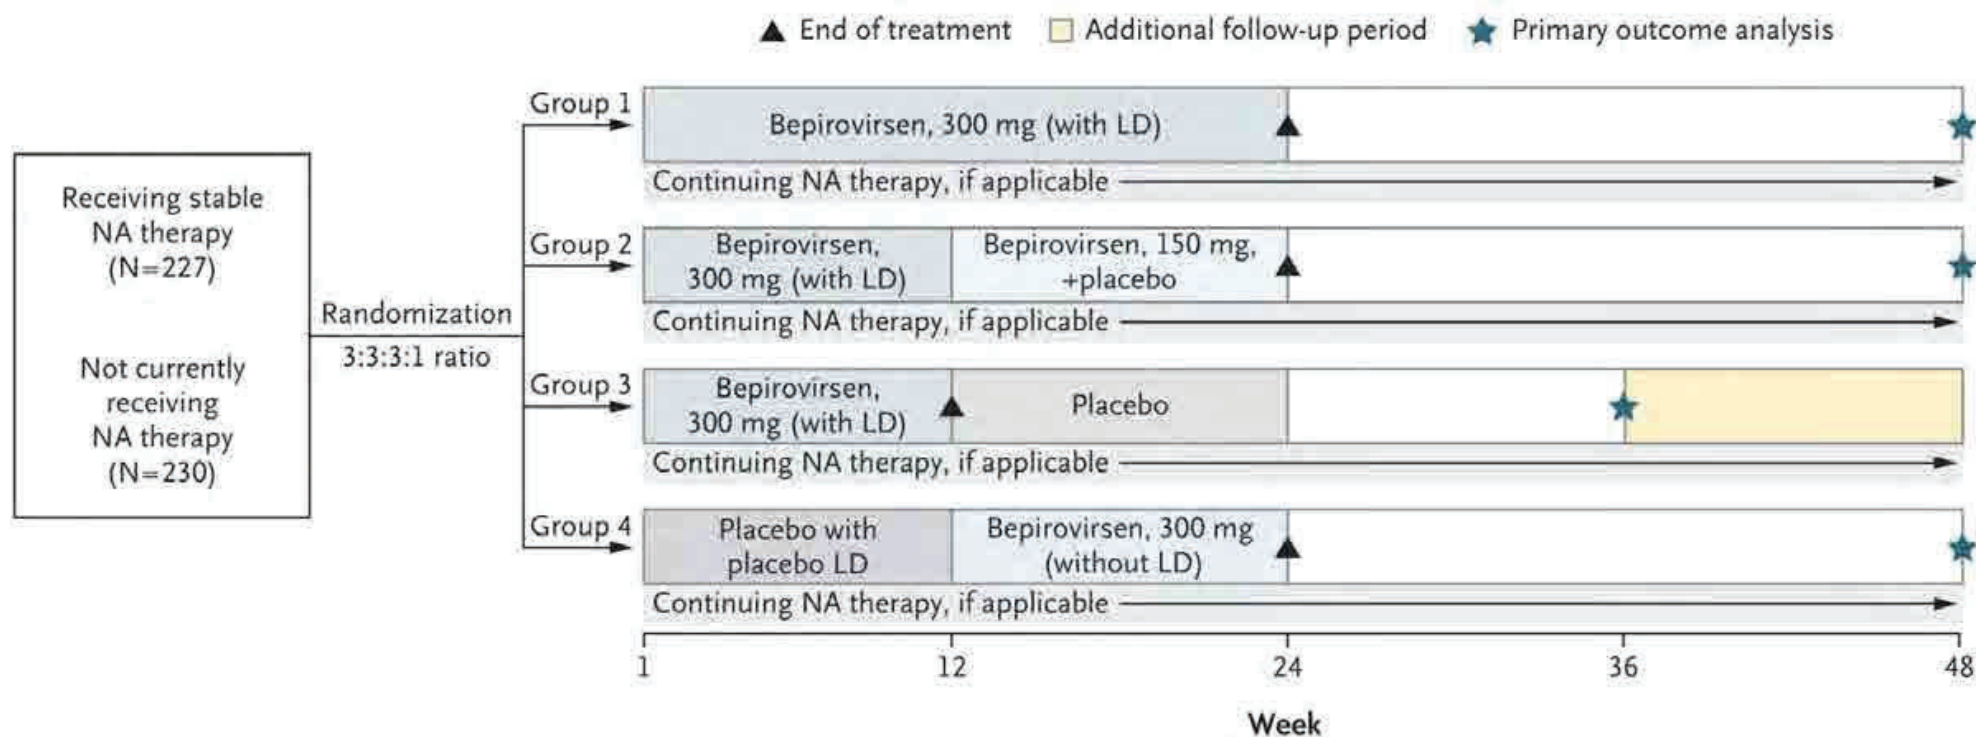 End of treatment
Additional follow-up period
Primary outcome analysis
Receiving stable
NA therapy
(N=227)
Not currently
receiving
NA therapy
(N=230)
Randomization
3:3:3:1 ratio
Group 1
Bepirovirsen, 300 mg (with LD)
Continuing NA therapy, if applicable
Group 2
Bepirovirsen,
300 mg (with LD)
Bepirovirsen, 150 mg,
+placebo
Continuing NA therapy, if applicable
Group 3
Bepirovirsen,
300 mg (with LD)
Placebo
Continuing NA therapy, if applicable
Group 4
Placebo with
placebo LD
Bepirovirsen, 300 mg
(without LD)
Continuing NA therapy, if applicable
1 12 24 36 48
Week